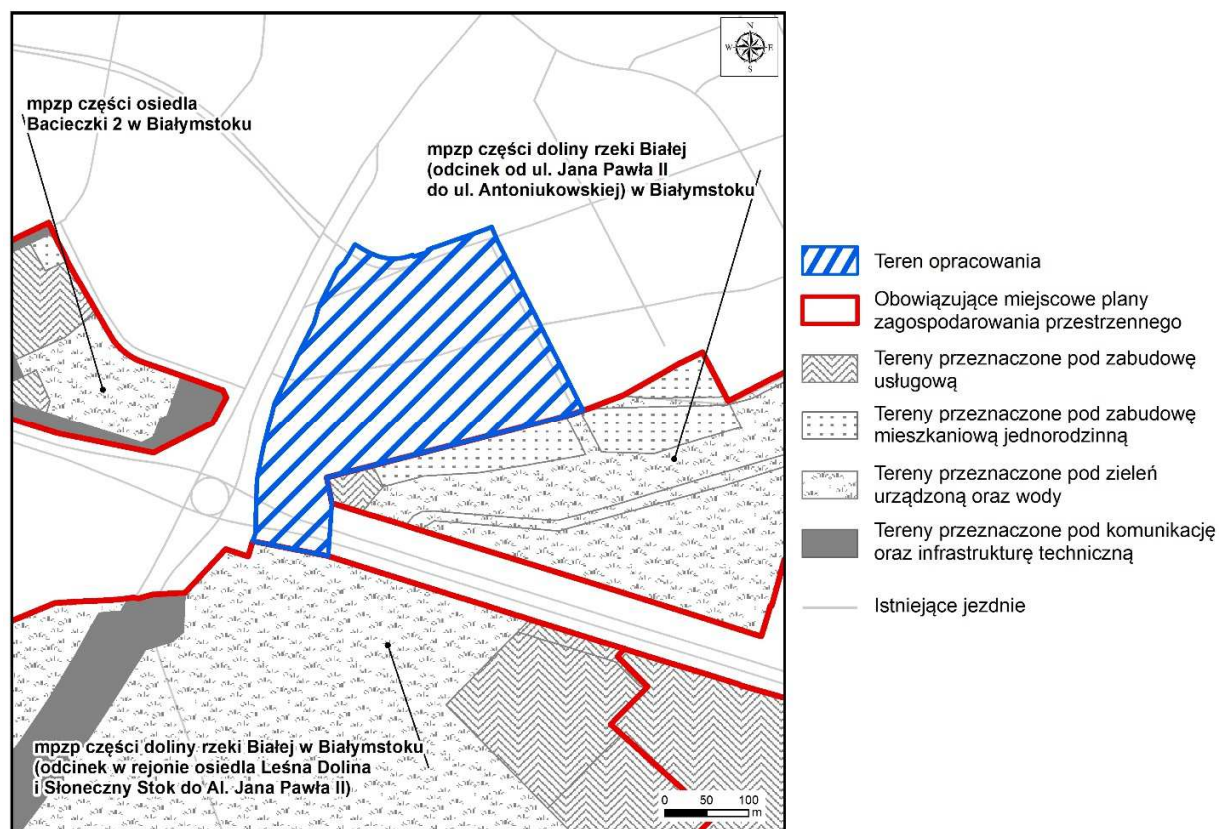 N
W E
S
mpzp części osiedla
Bacieczki 2 w Białymstoku
mpzp części doliny rzeki Białej
(odcinek od ul. Jana Pawła II
do ul. Antoniukowskiej) w Białymstoku
mpzp części doliny rzeki Białej w Białymstoku
(odcinek w rejonie osiedla Leśna Dolina
i Słoneczny Stok do Al. Jana Pawła II)
0 50 100
m
Teren opracowania
Obowiązujące miejscowe plany
zagospodarowania przestrzennego
Tereny przeznaczone pod zabudowę
usługową
Tereny przeznaczone pod zabudowę
mieszkaniową jednorodzinną
Tereny przeznaczone pod zieleń
urządzoną oraz wody
Tereny przeznaczone pod komunikację
oraz infrastrukturę techniczną
Istniejące jezdnie